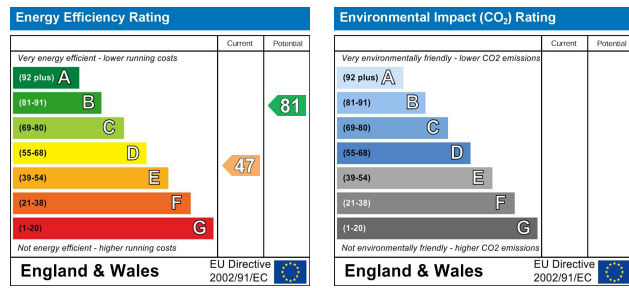 Energy Efficiency Rating
Current Potential
Very energy efficient - lower running costs
(92 plus) A
(81-91) B
81
(69-80) C
(55-68) D
47
(39-54) E
(21-38) F
(1-20) G
Not energy efficient - higher running costs
England & Wales
EU Directive
2002/91/EC
Environmental Impact (CO₂) Rating
Current Potential
Very environmentally friendly - lower CO2 emissions
(92 plus) A
(81-91) B
(69-80) C
(55-68) D
(39-54) E
(21-38) F
(1-20) G
Not environmentally friendly - higher CO2 emissions
England & Wales
EU Directive
2002/91/EC